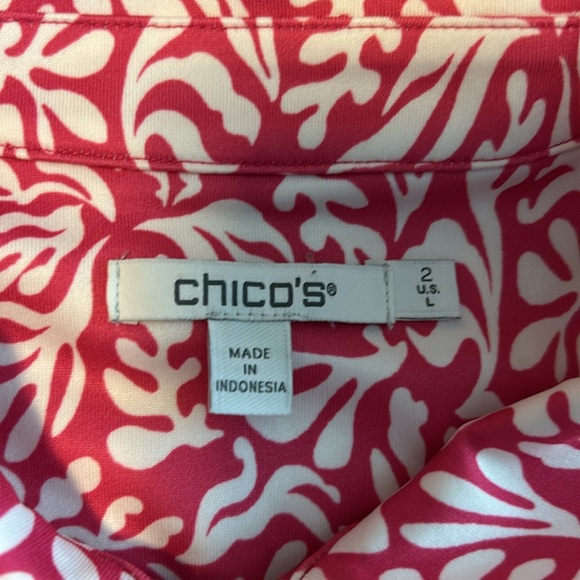 chico's®
2
U.S.
L
MADE
IN
INDONESIA